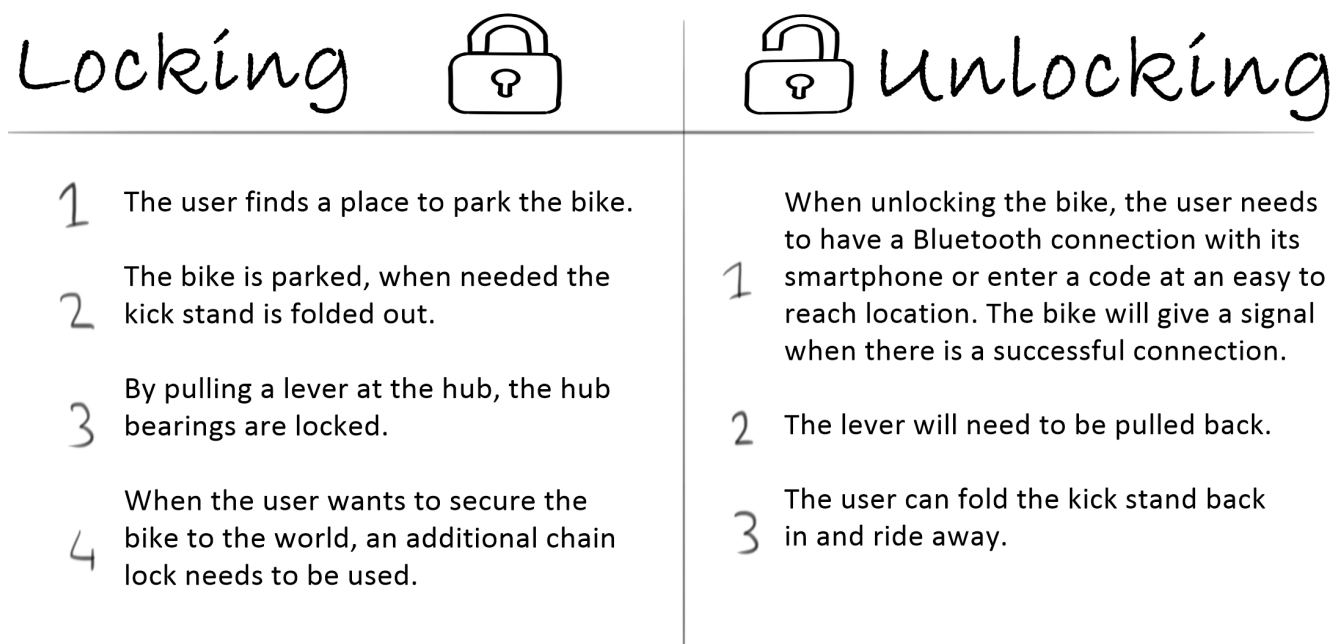 Locking
1
The user finds a place to park the bike.
2
The bike is parked, when needed the
kick stand is folded out.
3
By pulling a lever at the hub, the hub
bearings are locked.
4
When the user wants to secure the
bike to the world, an additional chain
lock needs to be used.
Unlocking
1
When unlocking the bike, the user needs
to have a Bluetooth connection with its
smartphone or enter a code at an easy to
reach location. The bike will give a signal
when there is a successful connection.
2
The lever will need to be pulled back.
3
The user can fold the kick stand back
in and ride away.